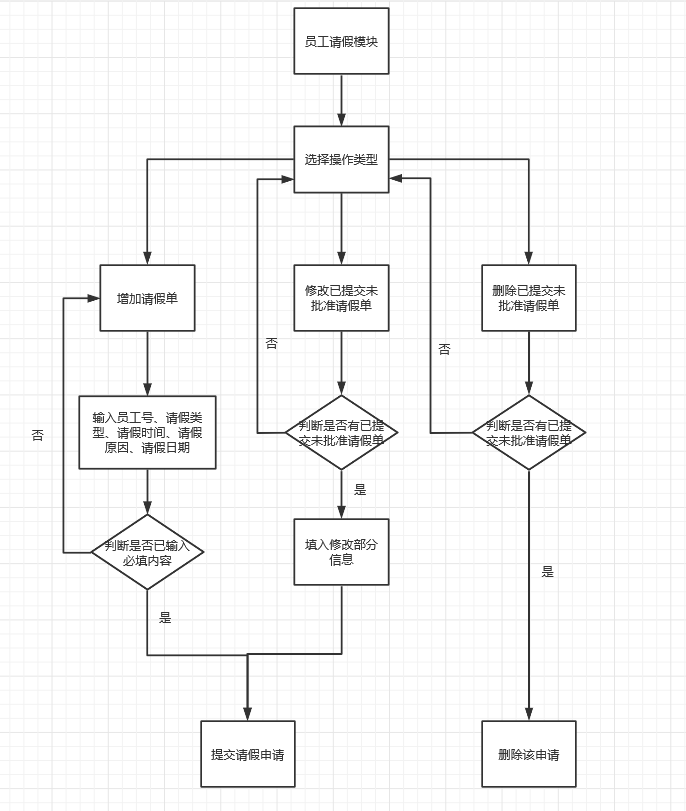 员工请假模块
选择操作类型
增加请假单
修改已提交未
批准请假单
删除已提交未
批准请假单
否
否
输入员工号、请假类
型、请假时间、请假
原因、请假日期
判断是否有已提
交未批准请假单
判断是否有已提
交未批准请假单
否
是
判断是否已输入
必填内容
填入修改部分
信息
是
是
提交请假申请
删除该申请